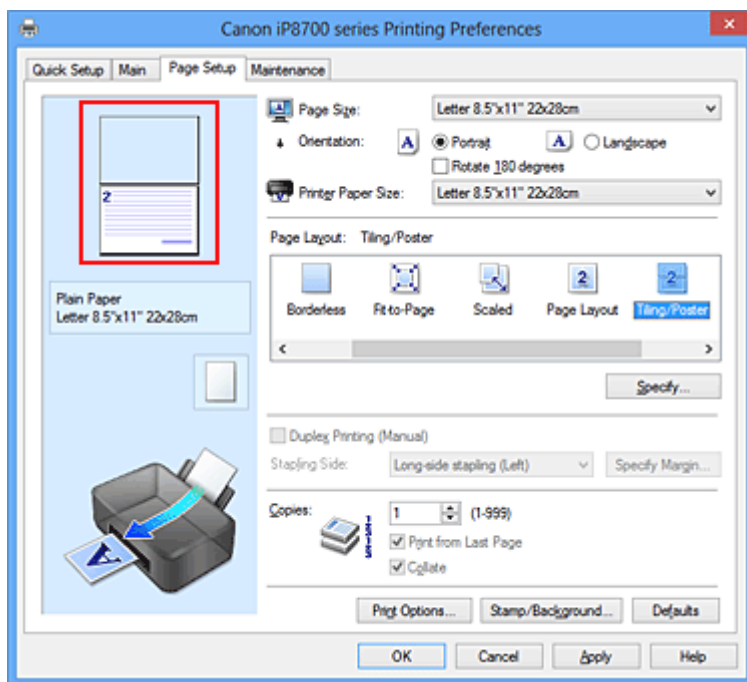 Canon iP8700 series Printing Preferences
Quick Setup Main Page Setup Maintenance
2
Plain Paper
Letter 8.5"x11" 22x28cm
Page Size: Letter 8.5"x11" 22x28cm
Orientation: A Portrait A Landscape
Rotate 180 degrees
Printer Paper Size: Letter 8.5"x11" 22x28cm
Page Layout: Tiling/Poster
2 2
Borderless Fit-to-Page Scaled Page Layout Tiling/Poster
Specify...
Duplex Printing (Manual)
Stapling Side: Long-side stapling (Left) Specify Margin...
Copies: 1 (1-999)
Print from Last Page
Collate
A
Print Options... Stamp/Background... Defaults
OK Cancel Apply Help